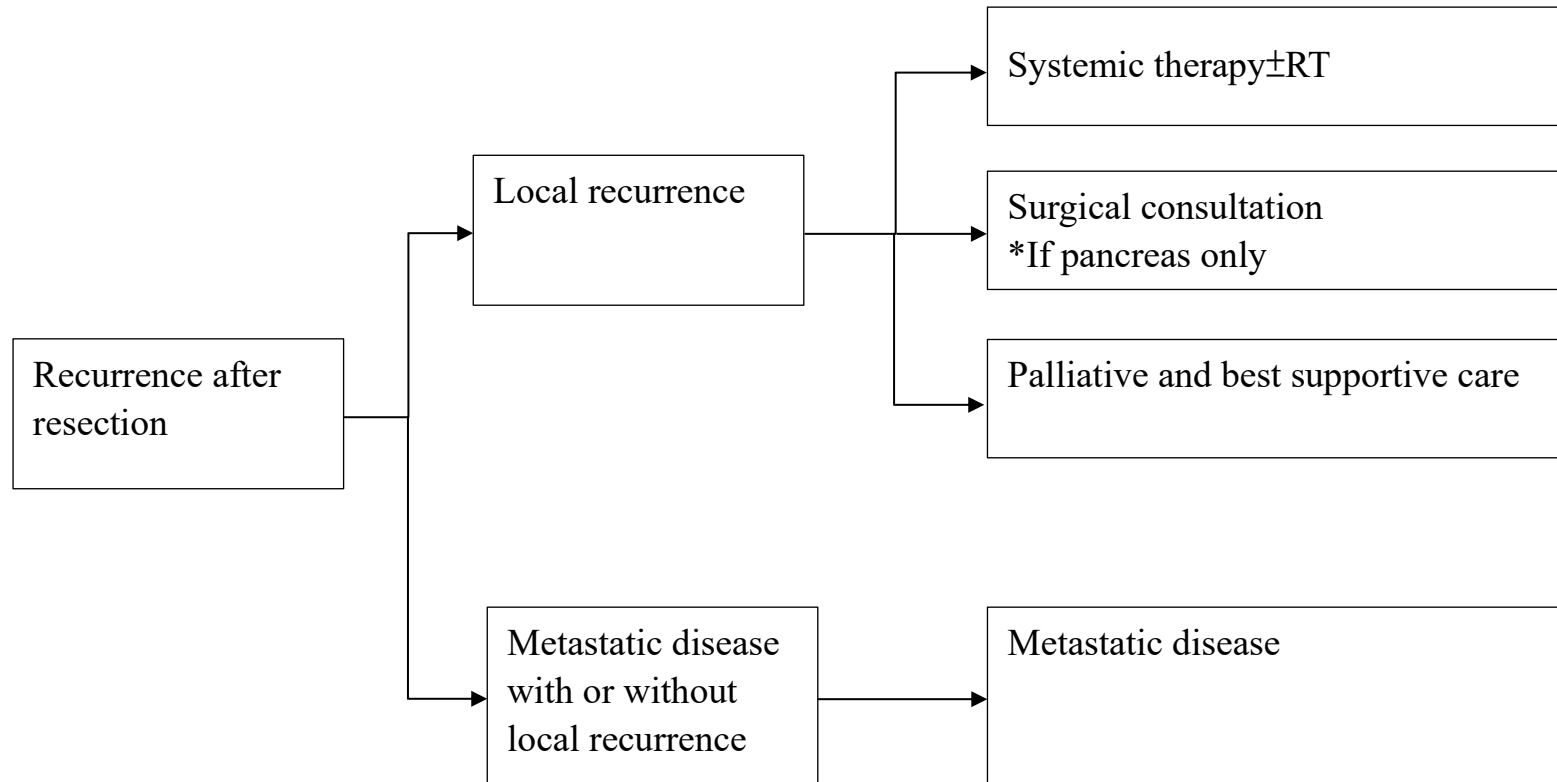 Recurrence after
resection
Local recurrence
Systemic therapy±RT
Surgical consultation
*If pancreas only
Palliative and best supportive care
Metastatic disease
with or without
local recurrence
Metastatic disease